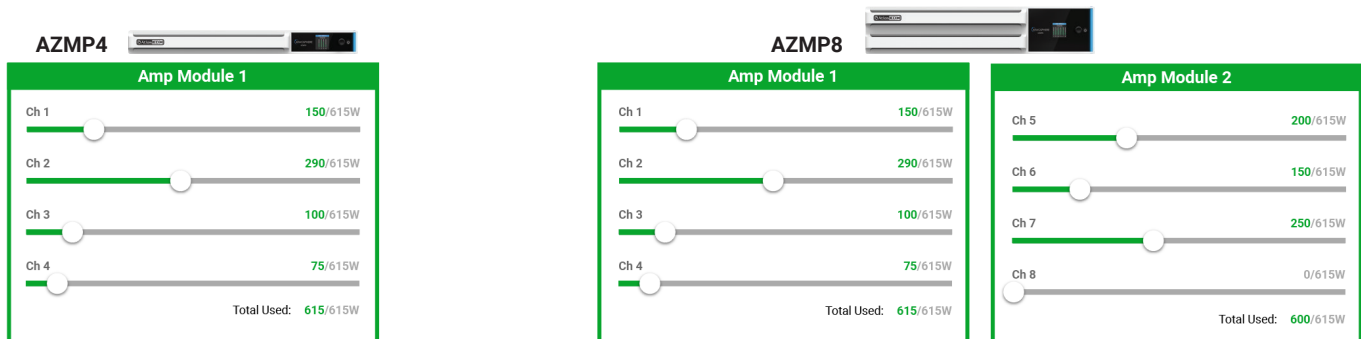 AZMP4
Amp Module 1
Ch 1 150/615W
Ch 2 290/615W
Ch 3 100/615W
Ch 4 75/615W
Total Used: 615/615W
AZMP8
Amp Module 1
Ch 1 150/615W
Ch 2 290/615W
Ch 3 100/615W
Ch 4 75/615W
Total Used: 615/615W
Amp Module 2
Ch 5 200/615W
Ch 6 150/615W
Ch 7 250/615W
Ch 8 0/615W
Total Used: 600/615W